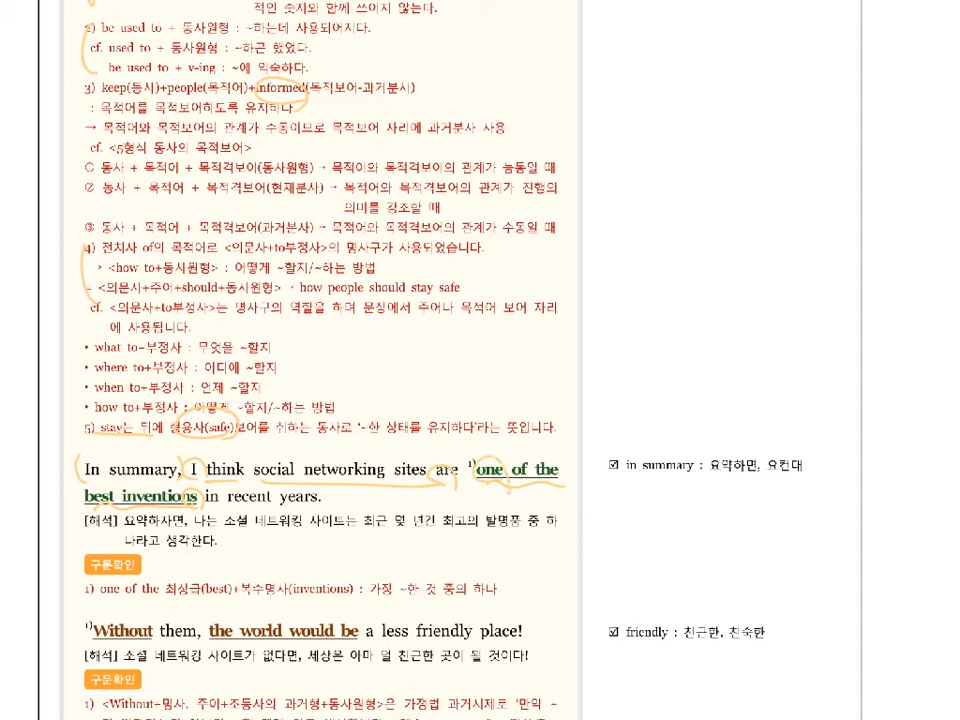 적인 숫자와 함께 쓰이지 않는다.
2) be used to + 동사원형 : ~하는데 사용되어지다.
cf. used to + 동사원형 : ~하곤 했었다.
be used to + v-ing : ~에 익숙하다.
3) keep(동사)+people(목적어)+informed(목적보어-과거분사)
: 목적어를 목적보어하도록 유지하다
→ 목적어와 목적보어의 관계가 수동이므로 목적보어 자리에 과거분사 사용
cf. <5형식 동사의 목적보어>
① 동사 + 목적어 + 목적격보어(동사원형) → 목적어와 목적격보어의 관계가 능동일 때
② 동사 + 목적어 + 목적격보어(현재분사) → 목적어와 목적격보어의 관계가 진행의
의미를 강조할 때
③ 동사 + 목적어 + 목적격보어(과거분사) → 목적어와 목적격보어의 관계가 수동일 때
4) 전치사 of의 목적어로 <의문사+to부정사>의 명사구가 사용되었습니다.
→ <how to+동사원형> : 어떻게 ~할지/~하는 방법
= <의문사+주어+should+동사원형> → how people should stay safe
cf. <의문사+to부정사>는 명사구의 역할을 하며 문장에서 주어나 목적어 보어 자리
에 사용됩니다.
• what to+부정사 : 무엇을 ~할지
• where to+부정사 : 어디에 ~할지
• when to+부정사 : 언제 ~할지
• how to+부정사 : 어떻게 ~할지/~하는 방법
5) stay는 뒤에 형용사(safe)보어를 취하는 동사로 '~한 상태를 유지하다'라는 뜻입니다.
In summary, I think social networking sites are ¹⁾one of the
best inventions in recent years.
☑ in summary : 요약하면, 요컨대
[해석] 요약하자면, 나는 소셜 네트워킹 사이트는 최근 몇 년간 최고의 발명품 중 하
나라고 생각한다.
구문확인
1) one of the 최상급(best)+복수명사(inventions) : 가장 ~한 것 중의 하나
¹⁾Without them, the world would be a less friendly place!
☑ friendly : 친근한, 친숙한
[해석] 소셜 네트워킹 사이트가 없다면, 세상은 아마 덜 친근한 곳이 될 것이다!
구문확인
1) <Without+명사, 주어+조동사의 과거형+동사원형>은 가정법 과거시제로 '만약 ~